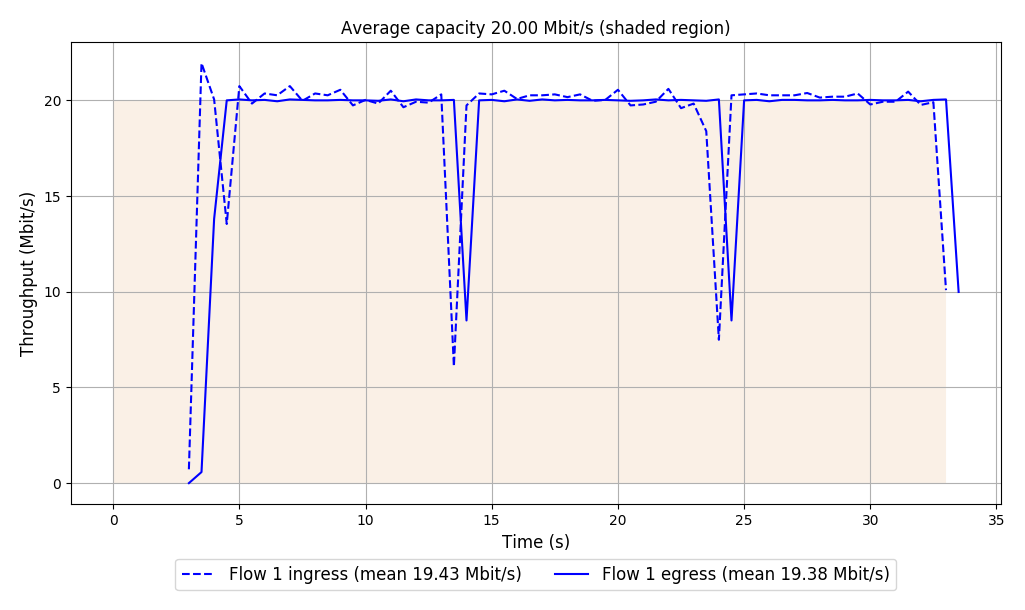 Average capacity 20.00 Mbit/s (shaded region)
Throughput (Mbit/s)
20
15
10
5
0
0 5 10 15 20 25 30 35
Time (s)
Flow 1 ingress (mean 19.43 Mbit/s) Flow 1 egress (mean 19.38 Mbit/s)